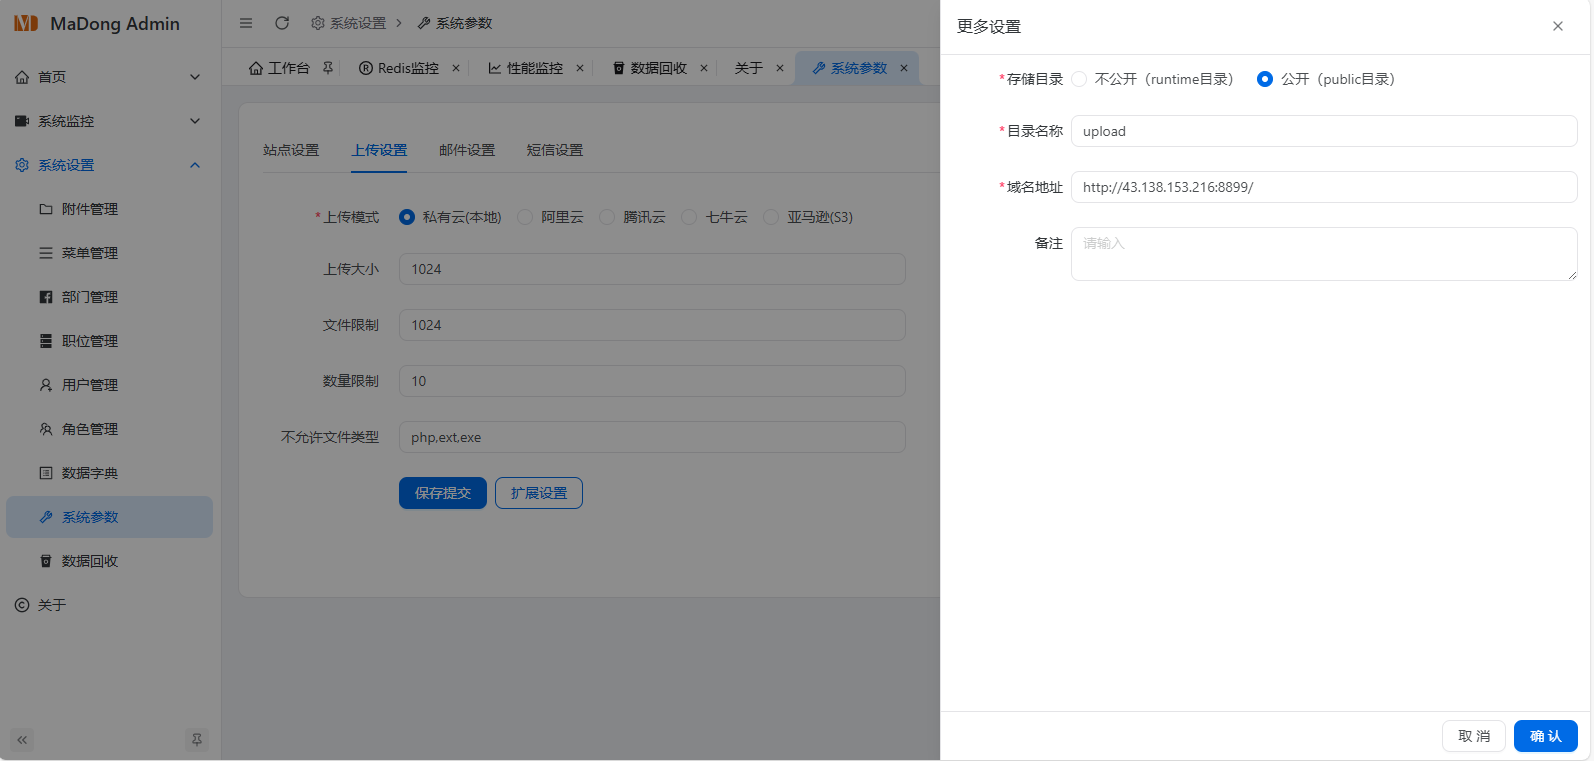 MaDong Admin
首页
系统监控
系统设置
附件管理
菜单管理
部门管理
职位管理
用户管理
角色管理
数据字典
系统参数
数据回收
关于
系统设置 > 系统参数
工作台 Redis监控 性能监控 数据回收 关于 系统参数
站点设置 上传设置 邮件设置 短信设置
*上传模式 私有云(本地) 阿里云 腾讯云 七牛云 亚马逊(S3)
上传大小 1024
文件限制 1024
数量限制 10
不允许文件类型 php,ext,exe
保存提交 扩展设置
更多设置
*存储目录 不公开（runtime目录） 公开（public目录）
*目录名称 upload
*域名地址 http://43.138.153.216:8899/
备注 请输入
取消 确认